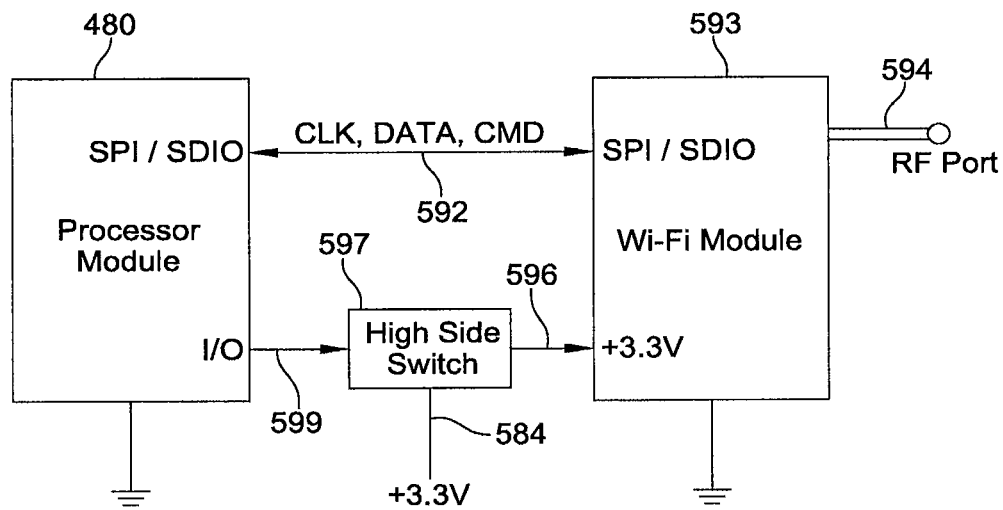 480
593
594
CLK, DATA, CMD
SPI / SDIO
SPI / SDIO
RF Port
592
Processor
Module
Wi-Fi Module
597
596
High Side
Switch
I/O
+3.3V
599
584
+3.3V